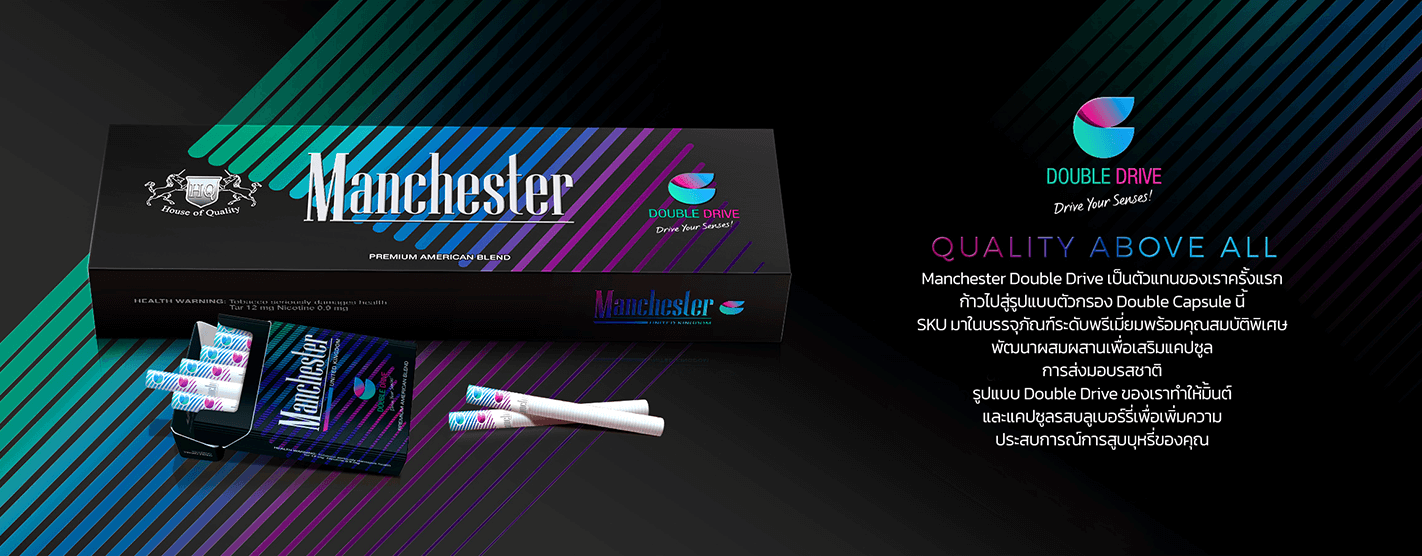 HQ
House of Quality
Manchester
PREMIUM AMERICAN BLEND
DOUBLE DRIVE
Drive Your Senses!
HEALTH WARNING: Tobacco seriously damages health
Tar 12 mg Nicotine 0,9 mg
Manchester
UNITED KINGDOM
Manchester
UNITED KINGDOM
DOUBLE DRIVE
Drive Your Senses!
PREMIUM AMERICAN BLEND
DOUBLE DRIVE
Drive Your Senses!
QUALITY ABOVE ALL
Manchester Double Drive เป็นตัวแทนของเราครั้งแรก
ก้าวไปสู่รูปแบบตัวกรอง Double Capsule นี้
SKU มาในบรรจุภัณฑ์ระดับพรีเมี่ยมพร้อมคุณสมบัติพิเศษ
พัฒนาผสมผสานเพื่อเสริมแคปซูล
การส่งมอบรสชาติ
รูปแบบ Double Drive ของเราทำให้มิ้นต์
และแคปซูลรสบลูเบอร์รี่เพื่อเพิ่มความ
ประสบการณ์การสูบบุหรี่ของคุณ